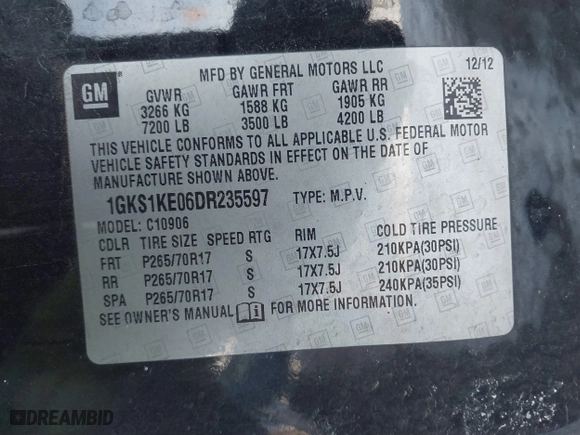 GM
MFD BY GENERAL MOTORS LLC
12/12
GVWR GAWR FRT GAWR RR
3266 KG 1588 KG 1905 KG
7200 LB 3500 LB 4200 LB
THIS VEHICLE CONFORMS TO ALL APPLICABLE U.S. FEDERAL MOTOR
VEHICLE SAFETY STANDARDS IN EFFECT ON THE DATE OF
MANUFACTURE SHOWN ABOVE.
1GKS1KE06DR235597 TYPE: M.P.V.
MODEL: C10906
CDLR TIRE SIZE SPEED RTG RIM COLD TIRE PRESSURE
FRT P265/70R17 S 17X7.5J 210KPA(30PSI)
RR P265/70R17 S 17X7.5J 210KPA(30PSI)
SPA P265/70R17 S 17X7.5J 240KPA(35PSI)
SEE OWNER'S MANUAL FOR MORE INFORMATION.
DREAMBID